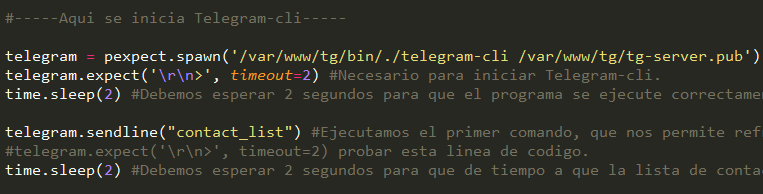 #-----Aqui se inicia Telegram-cli-----
telegram = pexpect.spawn('/var/www/tg/bin/./telegram-cli /var/www/tg/tg-server.pub')
telegram.expect('\r\n>', timeout=2) #Necesario para iniciar Telegram-cli.
time.sleep(2) #Debemos esperar 2 segundos para que el programa se ejecute correctame
telegram.sendline("contact_list") #Ejecutamos el primer comando, que nos permite ref
#telegram.expect('\r\n>', timeout=2) probar esta linea de codigo.
time.sleep(2) #Debemos esperar 2 segundos para que de tiempo a que la lista de conta